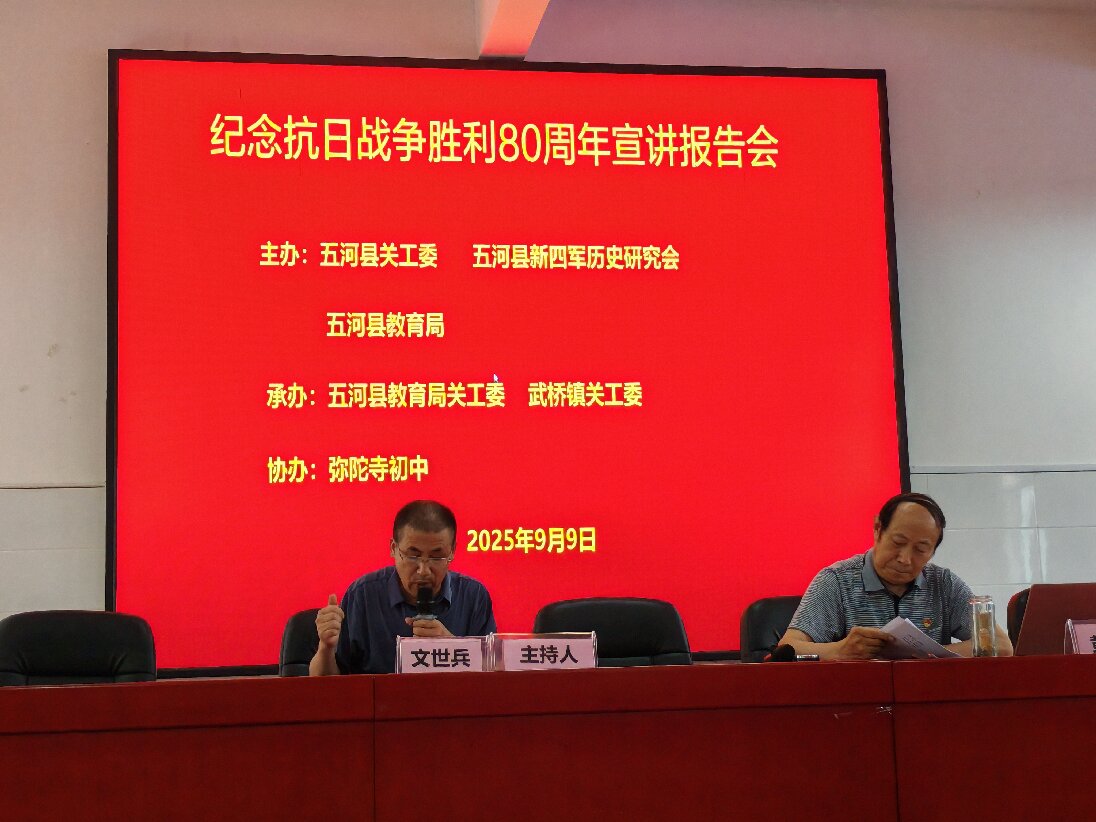 纪念抗日战争胜利80周年宣讲报告会
主办：五河县关工委 五河县新四军历史研究会
五河县教育局
承办：五河县教育局关工委 武桥镇关工委
协办：弥陀寺初中
2025年9月9日
文世兵
主持人